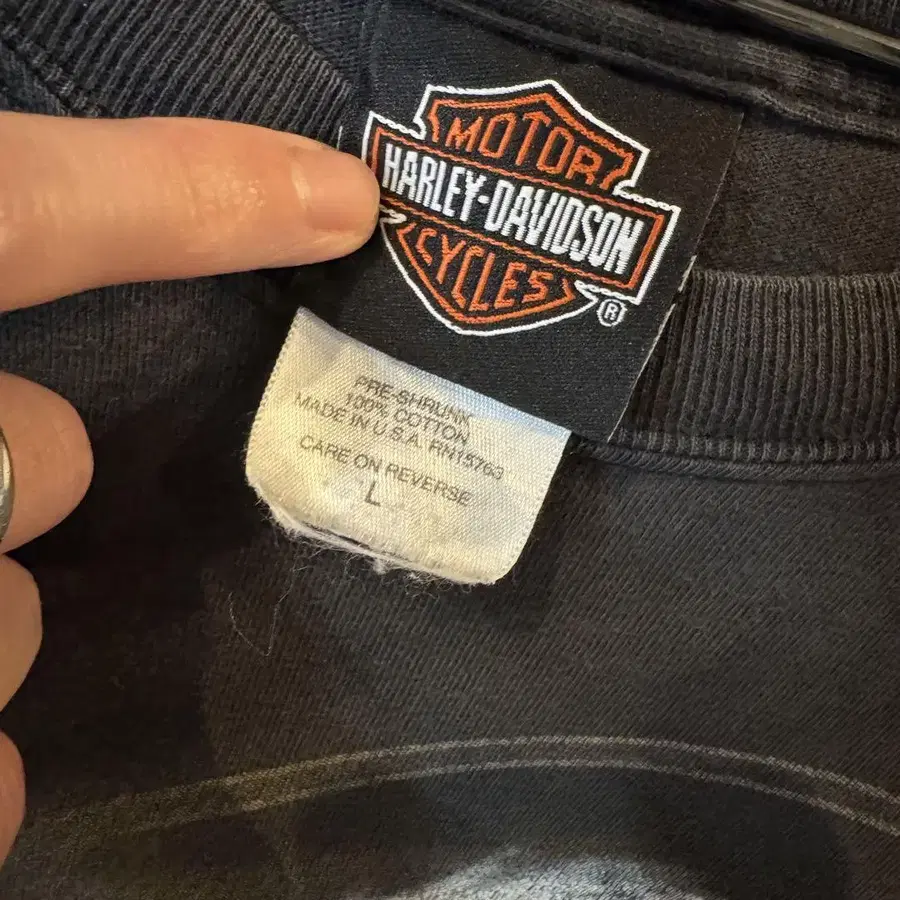 MOTOR
HARLEY-DAVIDSON
CYCLES
®
PRE-SHRUNK
100% COTTON
MADE IN U.S.A. RN15763
CARE ON REVERSE
L